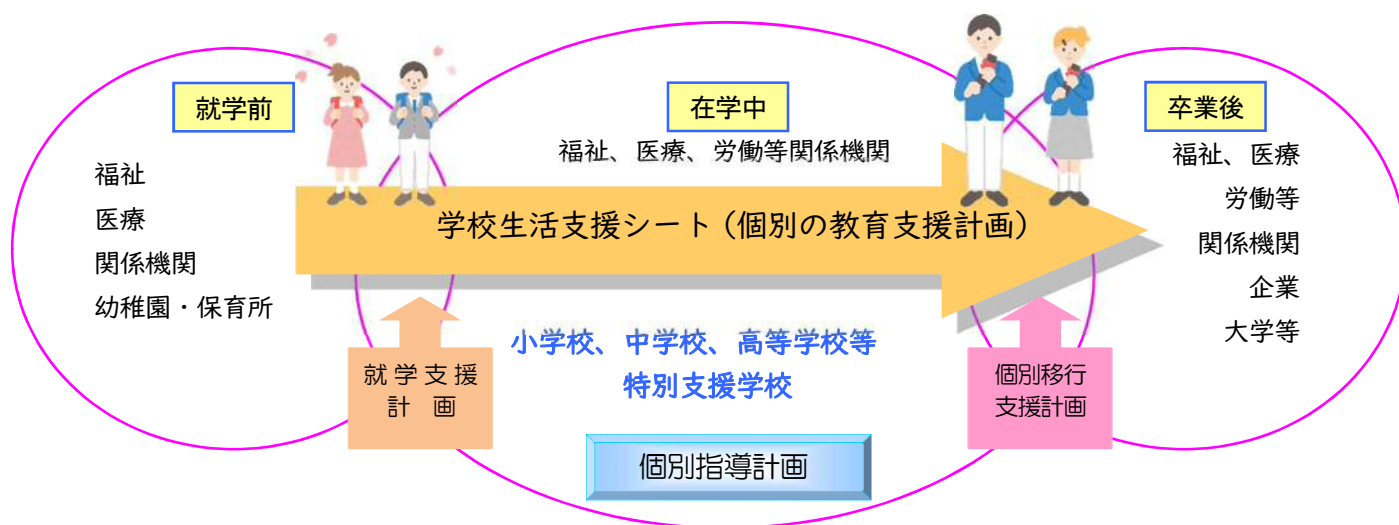 就学前
福祉
医療
関係機関
幼稚園・保育所
在学中
福祉、医療、労働等関係機関
学校生活支援シート(個別の教育支援計画)
小学校、中学校、高等学校等
特別支援学校
就学支援
計画
個別指導計画
個別移行
支援計画
卒業後
福祉、医療
労働等
関係機関
企業
大学等